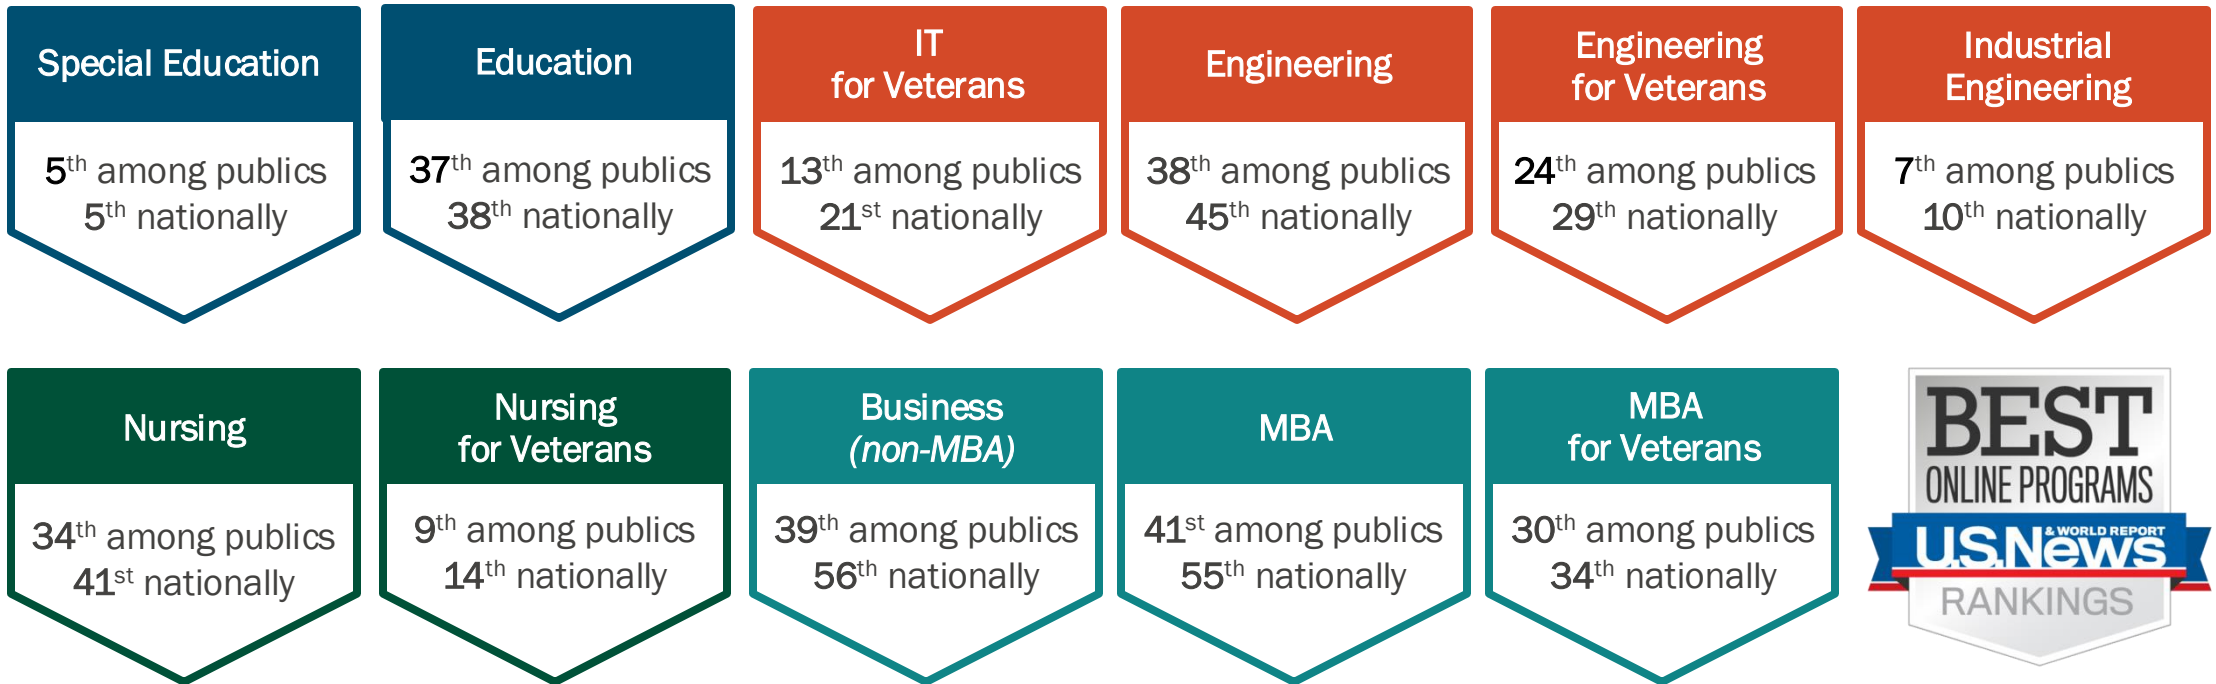 Special Education
5th among publics
5th nationally
Education
37th among publics
38th nationally
IT
for Veterans
13th among publics
21st nationally
Engineering
38th among publics
45th nationally
Engineering
for Veterans
24th among publics
29th nationally
Industrial
Engineering
7th among publics
10th nationally
Nursing
34th among publics
41st nationally
Nursing
for Veterans
9th among publics
14th nationally
Business
(non-MBA)
39th among publics
56th nationally
MBA
41st among publics
55th nationally
MBA
for Veterans
30th among publics
34th nationally
BEST
ONLINE PROGRAMS
U.S.News & WORLD REPORT
RANKINGS